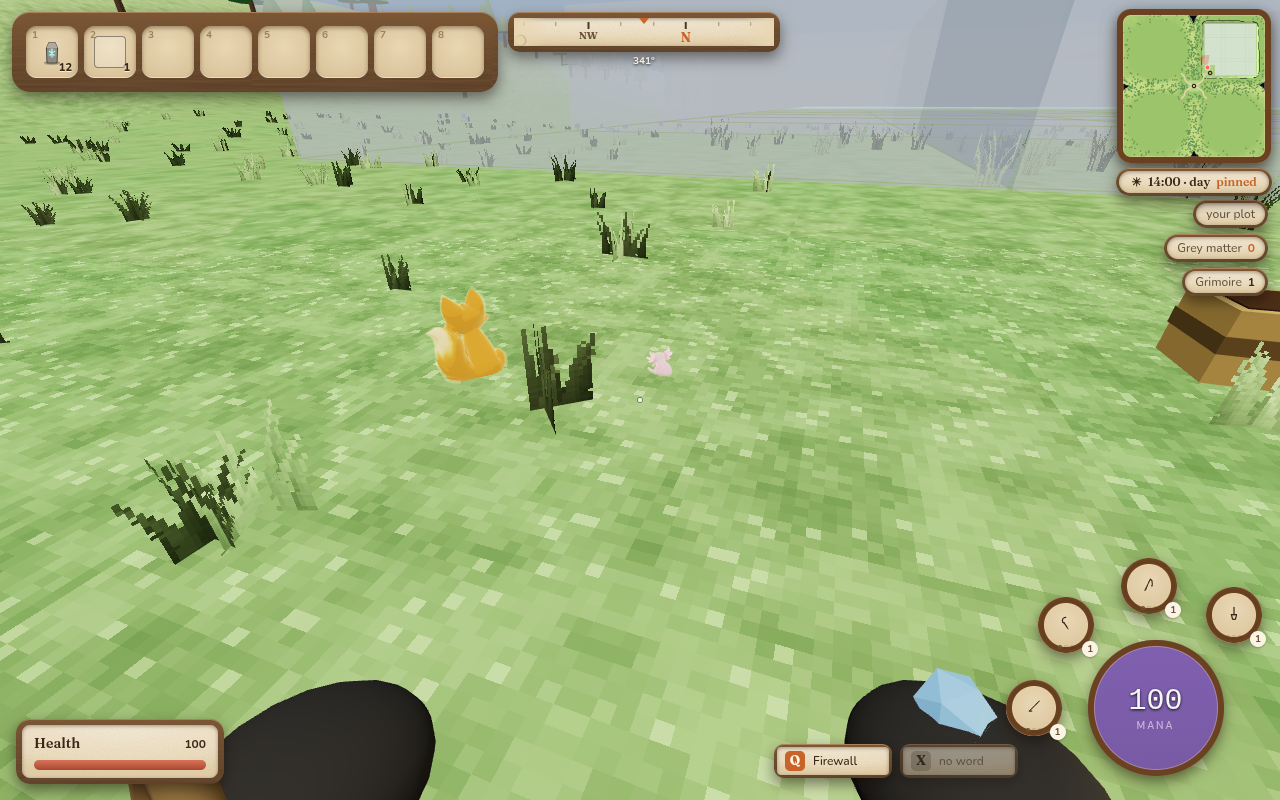 1 2 3 4 5 6 7 8
12 1
NW N
341°
14:00 · day pinned
your plot
Grey matter 0
Grimoire 1
1
1
1
1
100
MANA
Health 100
Q Firewall
X no word